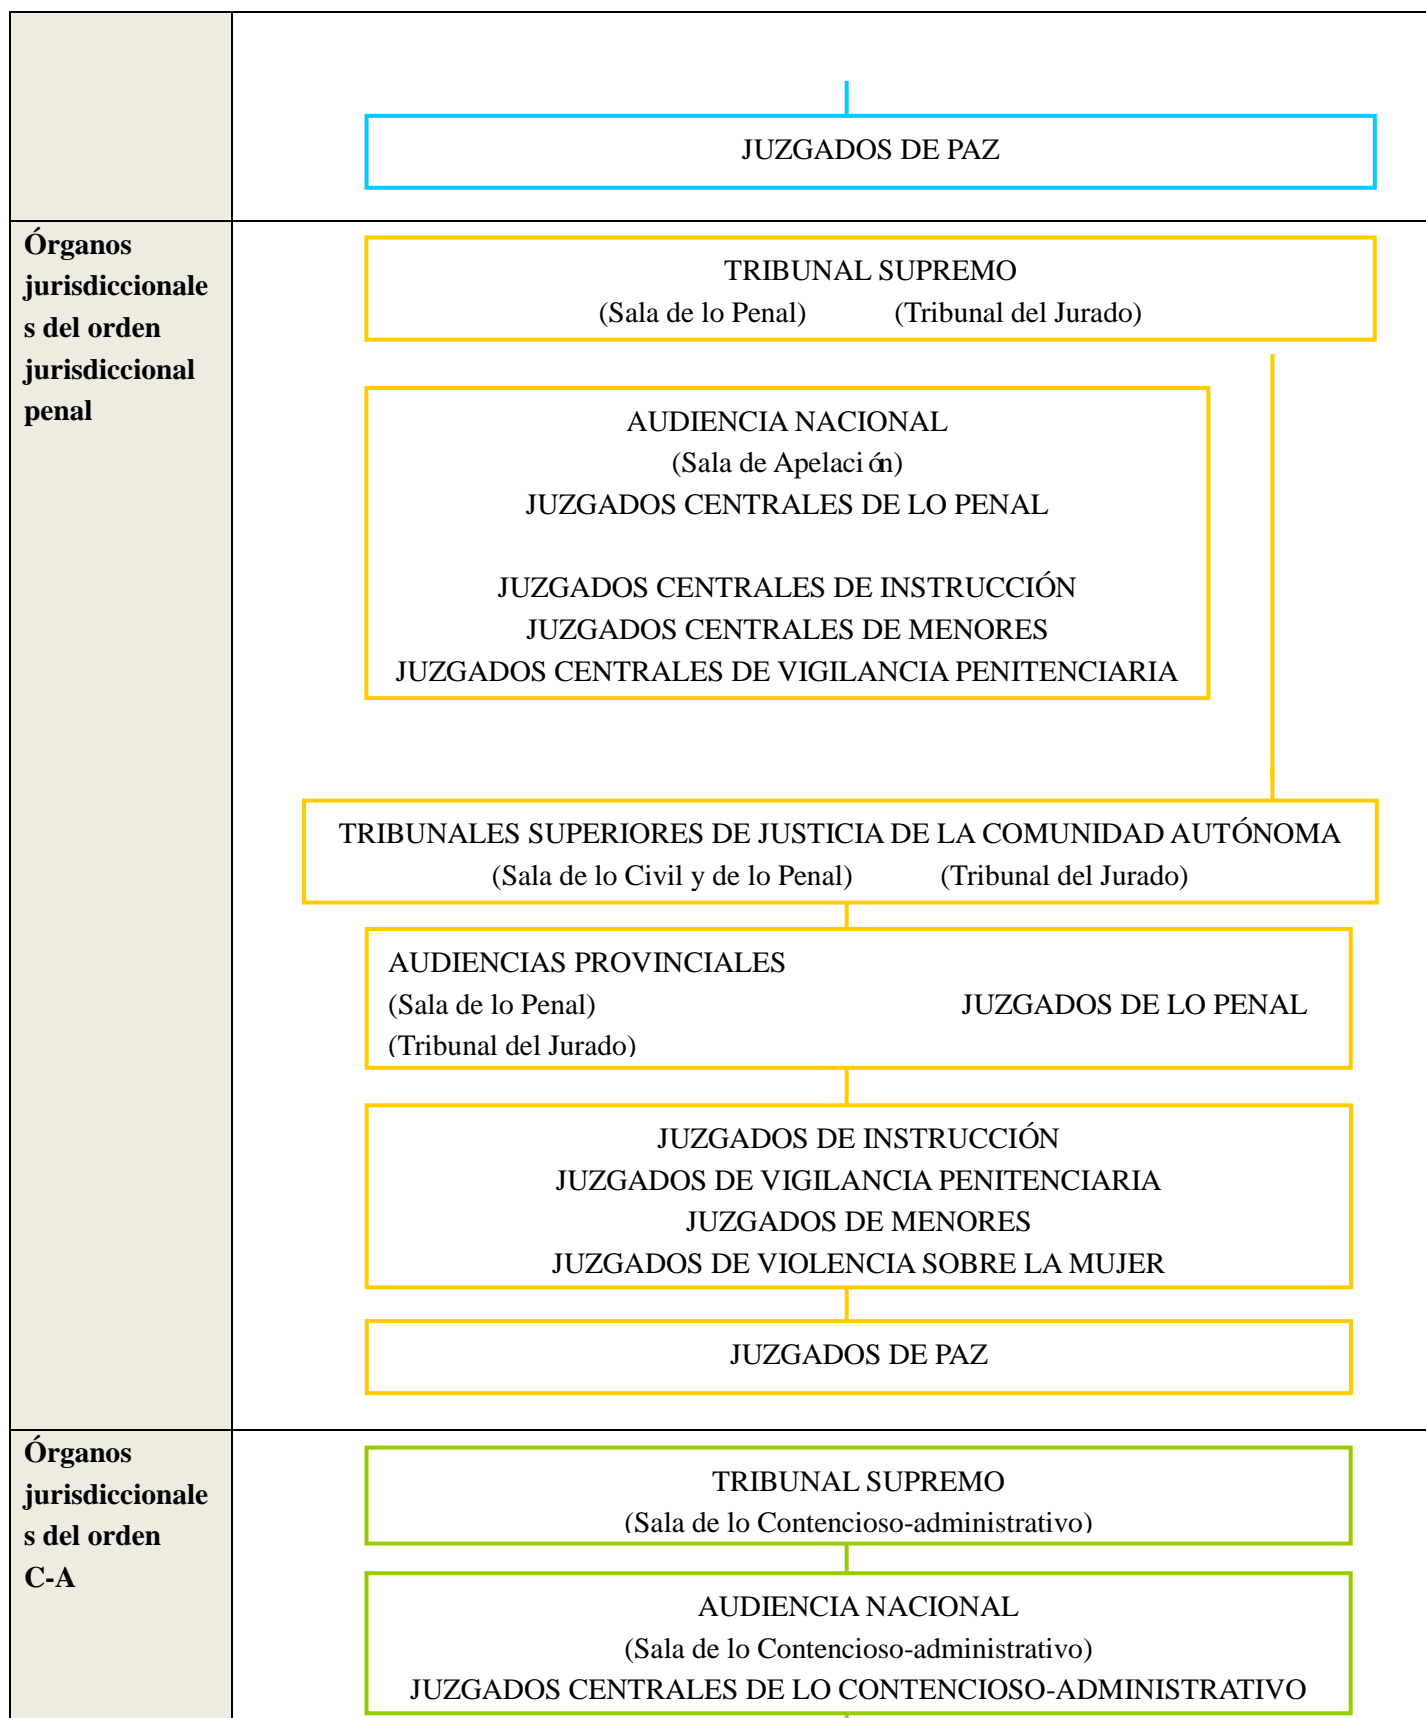 JUZGADOS DE PAZ
Órganos
jurisdiccionale
s del orden
jurisdiccional
penal
TRIBUNAL SUPREMO
(Sala de lo Penal) (Tribunal del Jurado)
AUDIENCIA NACIONAL
(Sala de Apelación)
JUZGADOS CENTRALES DE LO PENAL
JUZGADOS CENTRALES DE INSTRUCCIÓN
JUZGADOS CENTRALES DE MENORES
JUZGADOS CENTRALES DE VIGILANCIA PENITENCIARIA
TRIBUNALES SUPERIORES DE JUSTICIA DE LA COMUNIDAD AUTÓNOMA
(Sala de lo Civil y de lo Penal) (Tribunal del Jurado)
AUDIENCIAS PROVINCIALES
(Sala de lo Penal) JUZGADOS DE LO PENAL
(Tribunal del Jurado)
JUZGADOS DE INSTRUCCIÓN
JUZGADOS DE VIGILANCIA PENITENCIARIA
JUZGADOS DE MENORES
JUZGADOS DE VIOLENCIA SOBRE LA MUJER
JUZGADOS DE PAZ
Órganos
jurisdiccionale
s del orden
C-A
TRIBUNAL SUPREMO
(Sala de lo Contencioso-administrativo)
AUDIENCIA NACIONAL
(Sala de lo Contencioso-administrativo)
JUZGADOS CENTRALES DE LO CONTENCIOSO-ADMINISTRATIVO